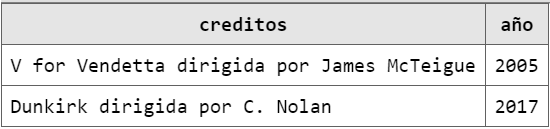 creditos año
V for Vendetta dirigida por James McTeigue 2005
Dunkirk dirigida por C. Nolan 2017